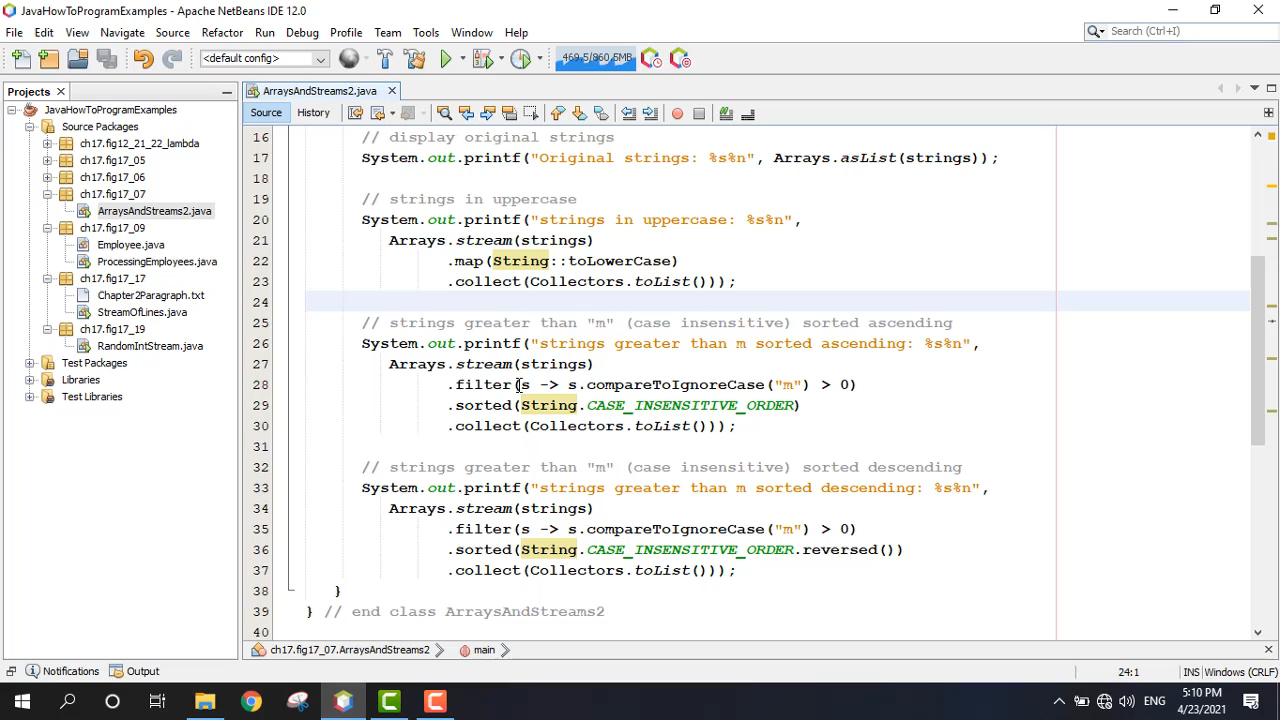 JavaHowToProgramExamples - Apache NetBeans IDE 12.0
File Edit View Navigate Source Refactor Run Debug Profile Team Tools Window Help
Search (Ctrl+I)
<default config>
469.5/860.5MB
Projects
ArraysAndStreams2.java
JavaHowToProgramExamples
Source Packages
ch17.fig12_21_22_lambda
ch17.fig17_05
ch17.fig17_06
ch17.fig17_07
ArraysAndStreams2.java
ch17.fig17_09
Employee.java
ProcessingEmployees.java
ch17.fig17_17
Chapter2Paragraph.txt
StreamOfLines.java
ch17.fig17_19
RandomIntStream.java
Test Packages
Libraries
Test Libraries
Source History
16 // display original strings
17 System.out.printf("Original strings: %s%n", Arrays.asList(strings));
18
19 // strings in uppercase
20 System.out.printf("strings in uppercase: %s%n",
21 Arrays.stream(strings)
22 .map(String::toLowerCase)
23 .collect(Collectors.toList()));
24
25 // strings greater than "m" (case insensitive) sorted ascending
26 System.out.printf("strings greater than m sorted ascending: %s%n",
27 Arrays.stream(strings)
28 .filter(s -> s.compareToIgnoreCase("m") > 0)
29 .sorted(String.CASE_INSENSITIVE_ORDER)
30 .collect(Collectors.toList()));
31
32 // strings greater than "m" (case insensitive) sorted descending
33 System.out.printf("strings greater than m sorted descending: %s%n",
34 Arrays.stream(strings)
35 .filter(s -> s.compareToIgnoreCase("m") > 0)
36 .sorted(String.CASE_INSENSITIVE_ORDER.reversed())
37 .collect(Collectors.toList()));
38 }
39 } // end class ArraysAndStreams2
40
ch17.fig17_07.ArraysAndStreams2 main
Notifications Output
24:1 INS Windows (CRLF)
ENG
5:10 PM
4/23/2021